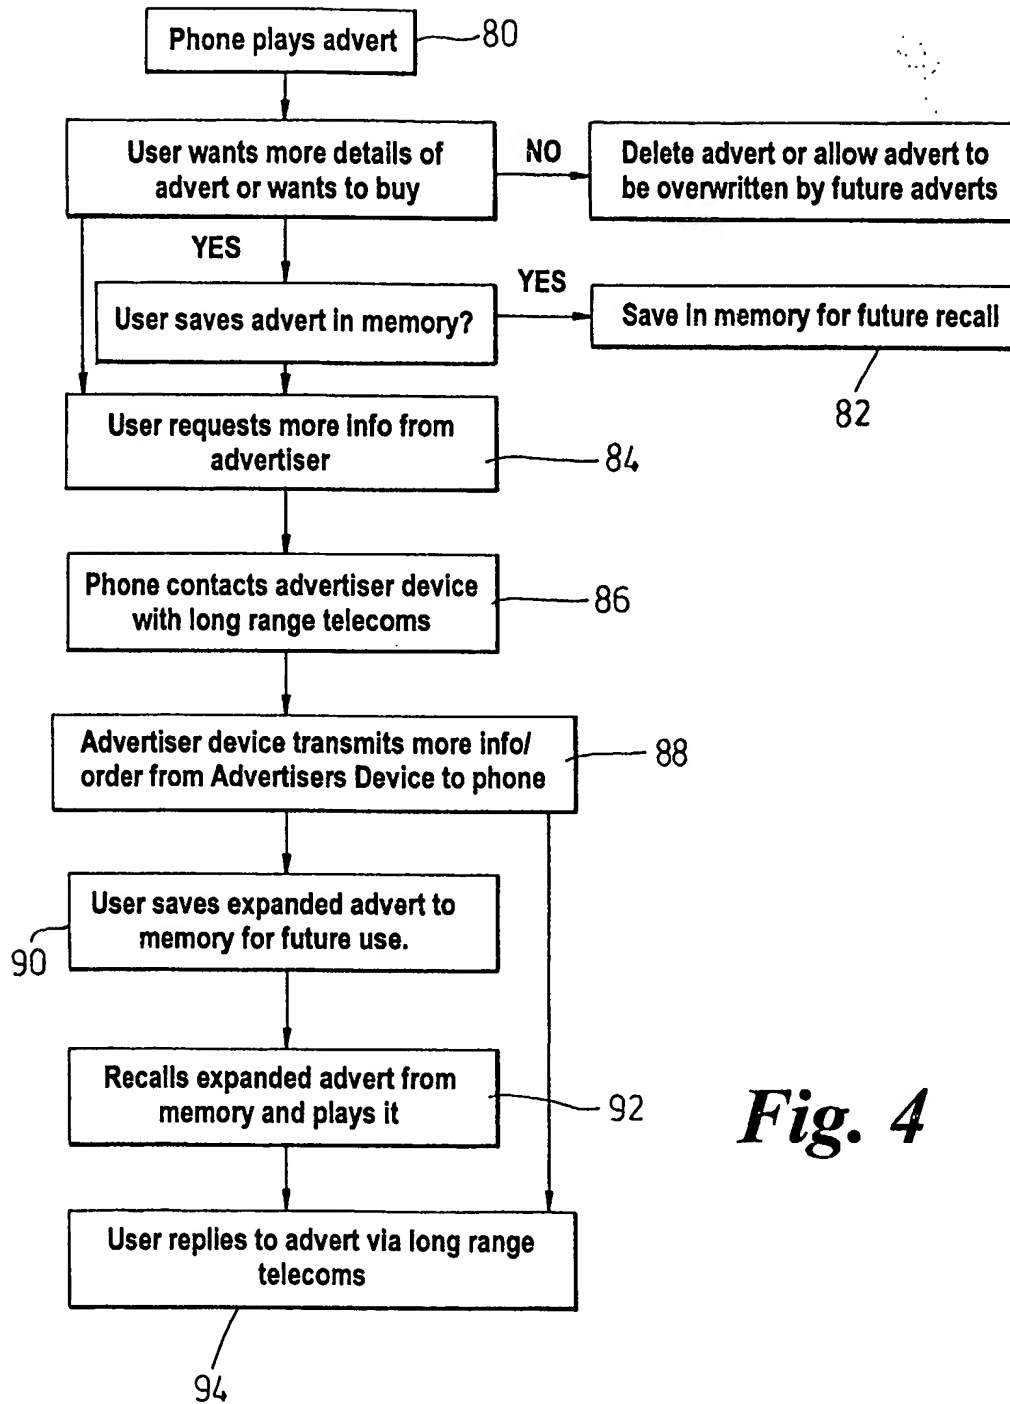 Phone plays advert
80
User wants more details of
advert or wants to buy
NO
Delete advert or allow advert to
be overwritten by future adverts
YES
User saves advert in memory?
YES
Save in memory for future recall
82
User requests more info from
advertiser
84
Phone contacts advertiser device
with long range telecoms
86
Advertiser device transmits more info/
order from Advertisers Device to phone
88
User saves expanded advert to
memory for future use.
90
Recalls expanded advert from
memory and plays it
92
Fig. 4
User replies to advert via long range
telecoms
94